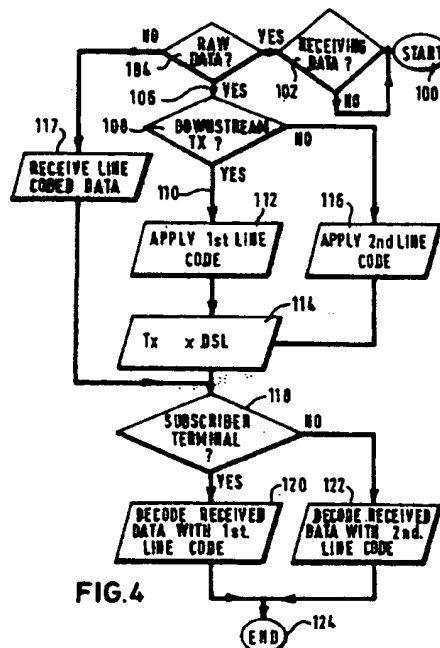 START
100
RECEIVING
DATA ?
102
YES
NO
RAW
DATA?
104
NO
YES
106
108
DOWNSTREAM
TX ?
NO
YES
110
117
RECEIVE LINE
CODED DATA
112
APPLY 1st LINE
CODE
116
APPLY 2nd LINE
CODE
114
Tx x DSL
118
SUBSCRIBER
TERMINAL
?
NO
YES
120
DECODE RECEIVED
DATA WITH 1st.
LINE CODE
122
DECODE RECEIVED
DATA WITH 2nd.
LINE CODE
FIG.4
END
124